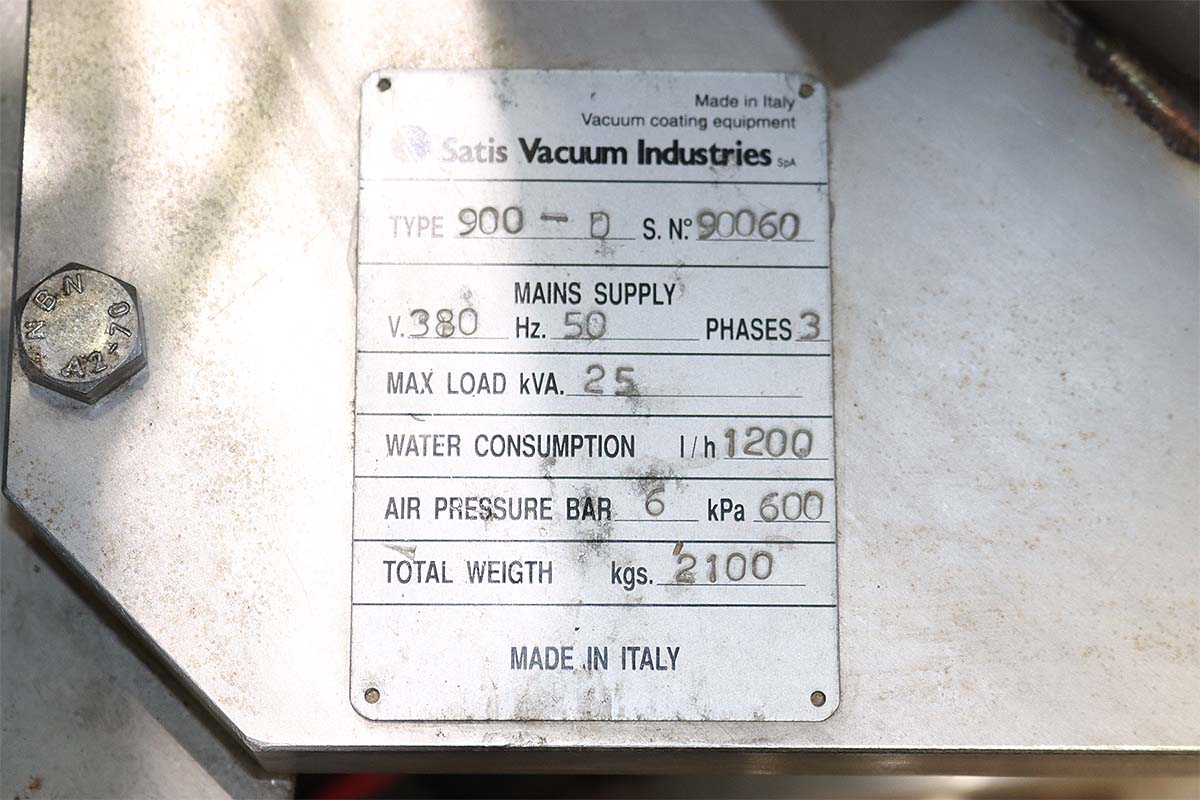 Made in Italy
Vacuum coating equipment
Satis Vacuum Industries SpA
TYPE 900 - D S. N° 90060
MAINS SUPPLY
V. 380 Hz. 50 PHASES 3
MAX LOAD kVA. 25
WATER CONSUMPTION l/h 1200
AIR PRESSURE BAR 6 kPa 600
TOTAL WEIGTH kgs. 2100
MADE IN ITALY
NBN
A2-70